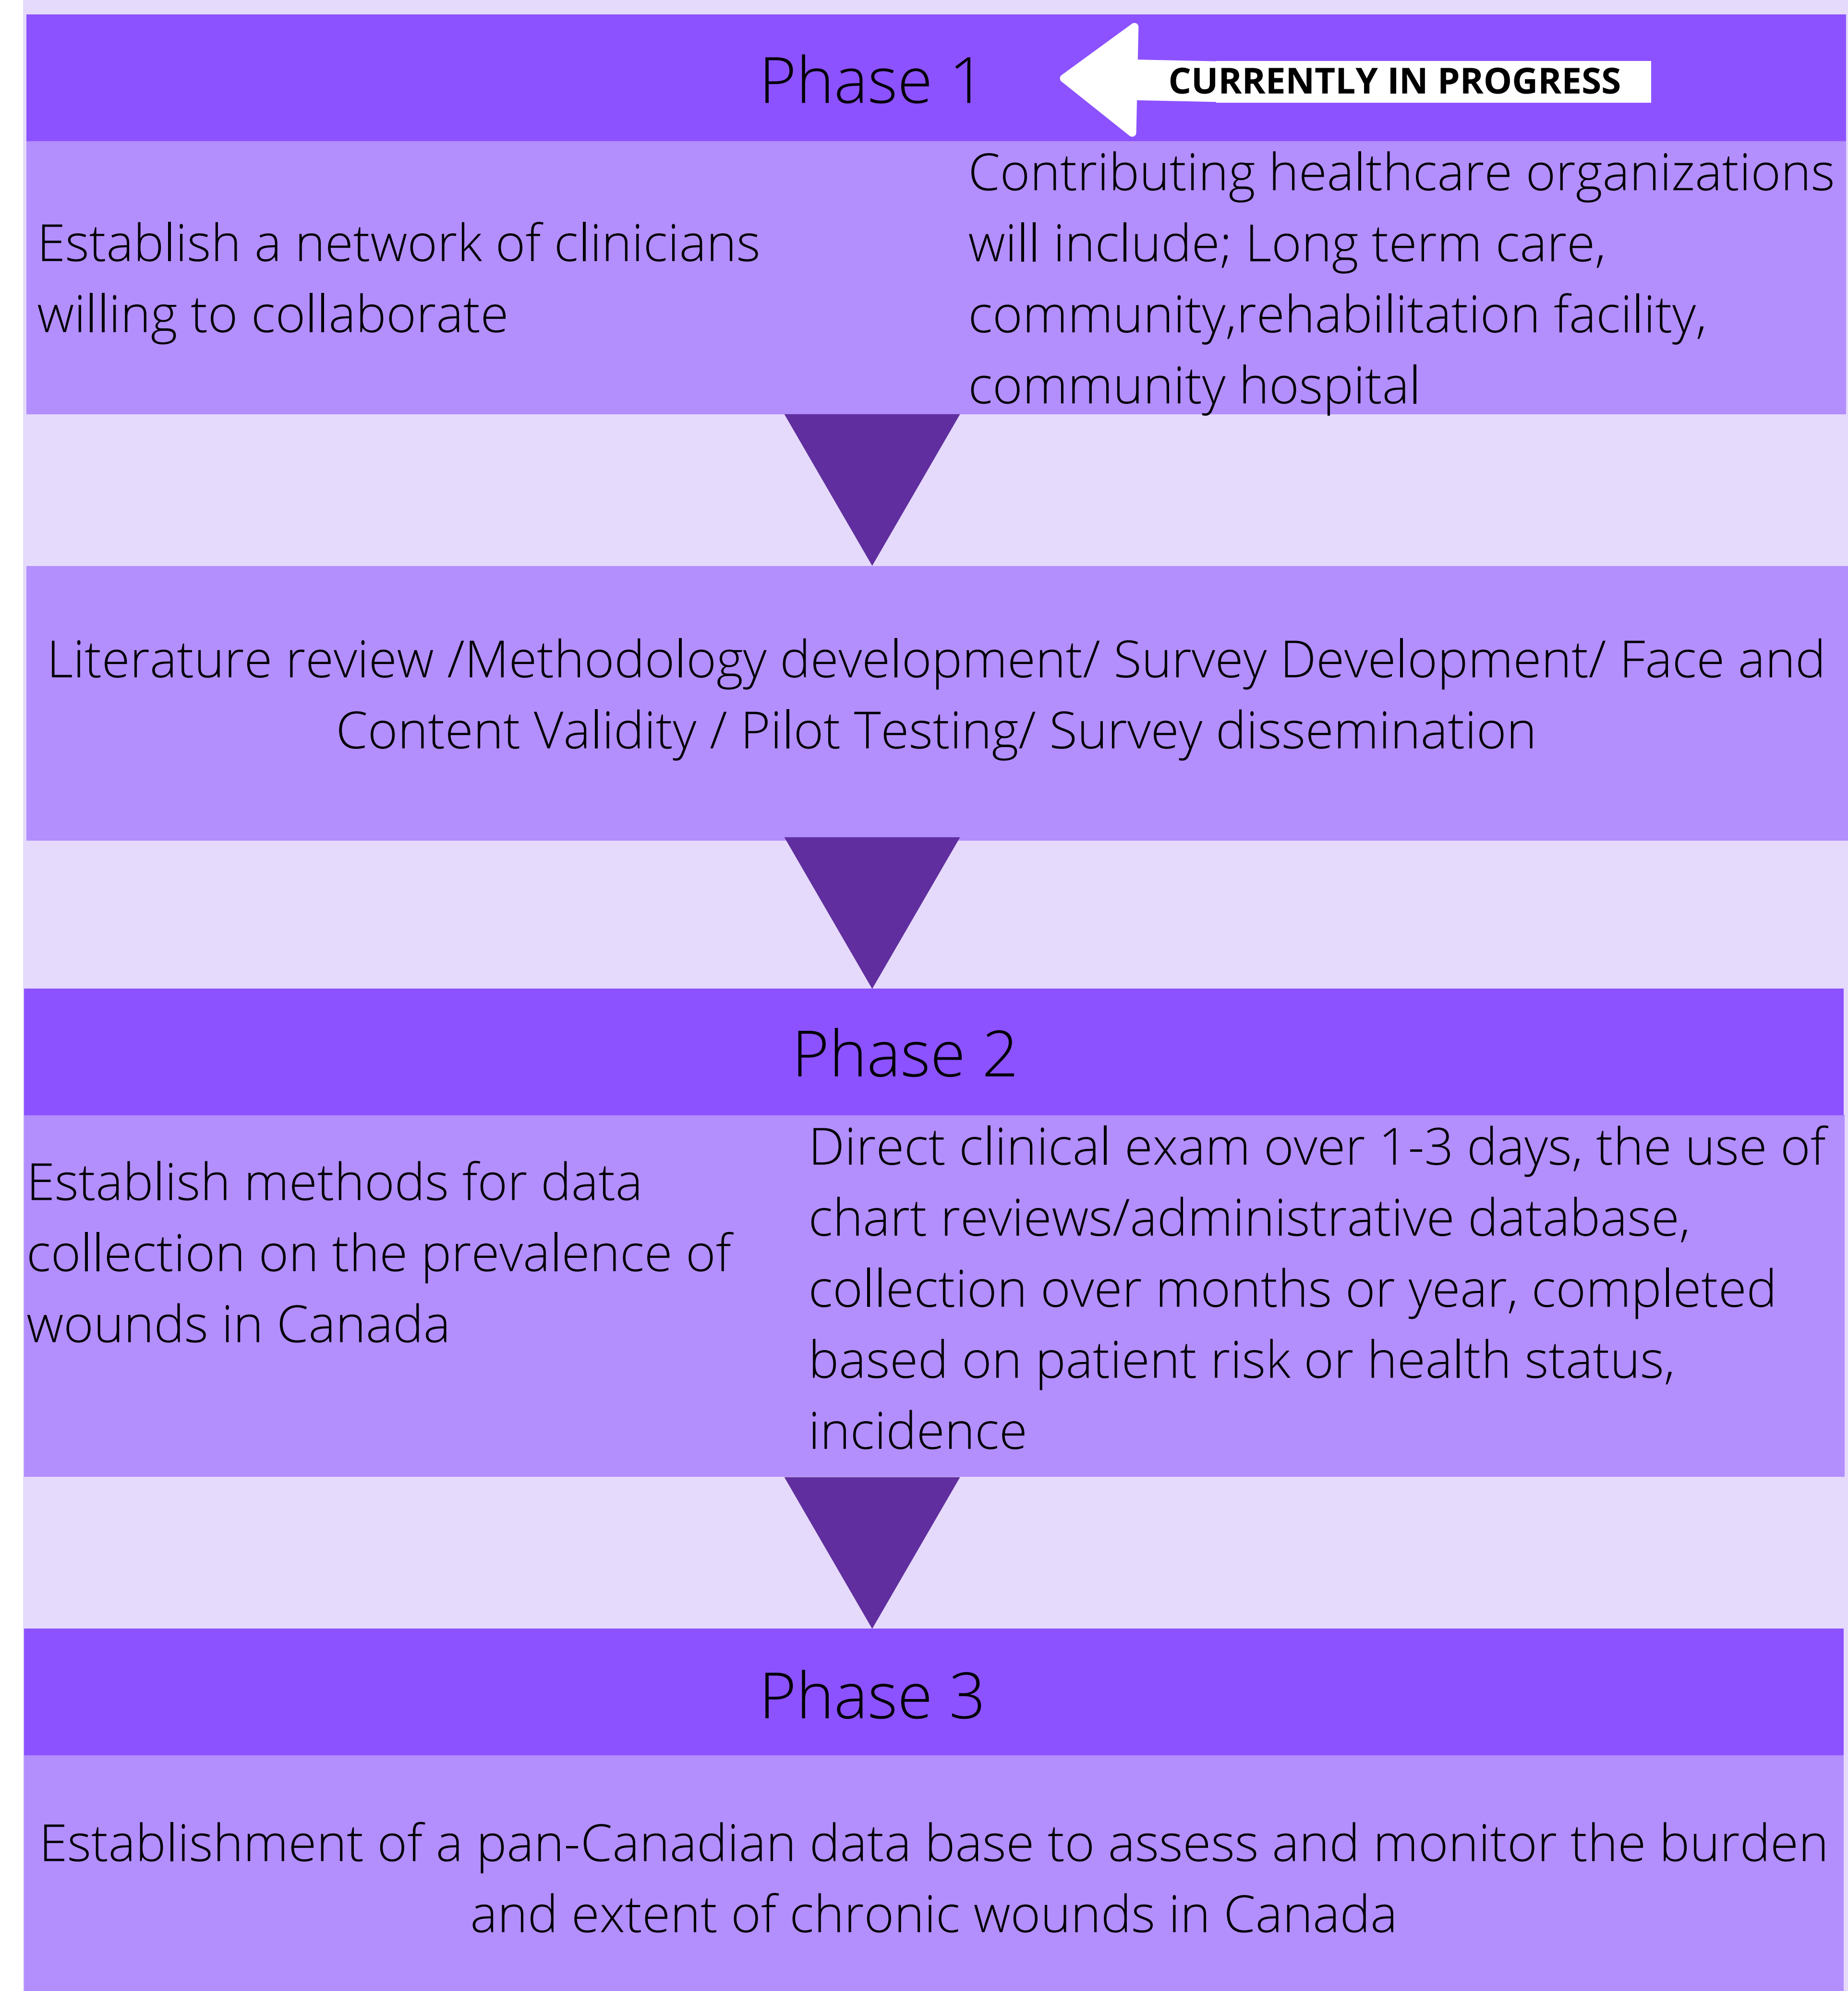 Phase 1
CURRENTLY IN PROGRESS
Establish a network of clinicians
willing to collaborate
Contributing healthcare organizations
will include; Long term care,
community,rehabilitation facility,
community hospital
Literature review /Methodology development/ Survey Development/ Face and
Content Validity / Pilot Testing/ Survey dissemination
Phase 2
Establish methods for data
collection on the prevalence of
wounds in Canada
Direct clinical exam over 1-3 days, the use of
chart reviews/administrative database,
collection over months or year, completed
based on patient risk or health status,
incidence
Phase 3
Establishment of a pan-Canadian data base to assess and monitor the burden
and extent of chronic wounds in Canada